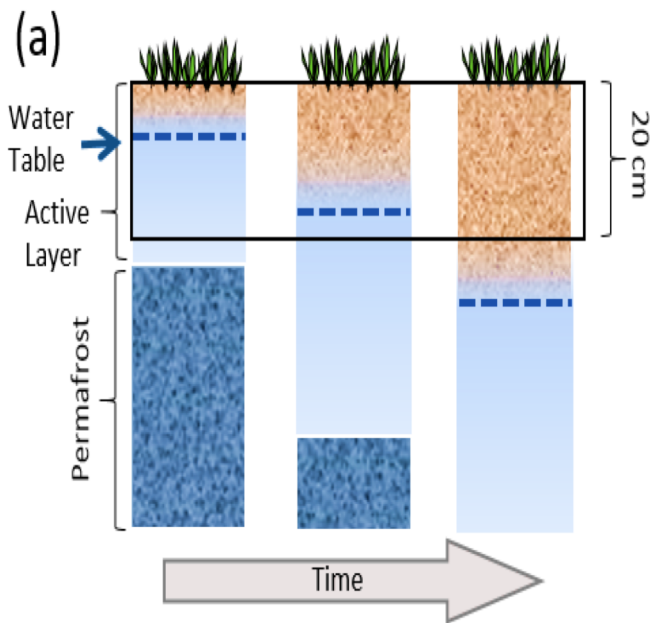 (a)
Water
Table
Active
Layer
20 cm
Permafrost
Time